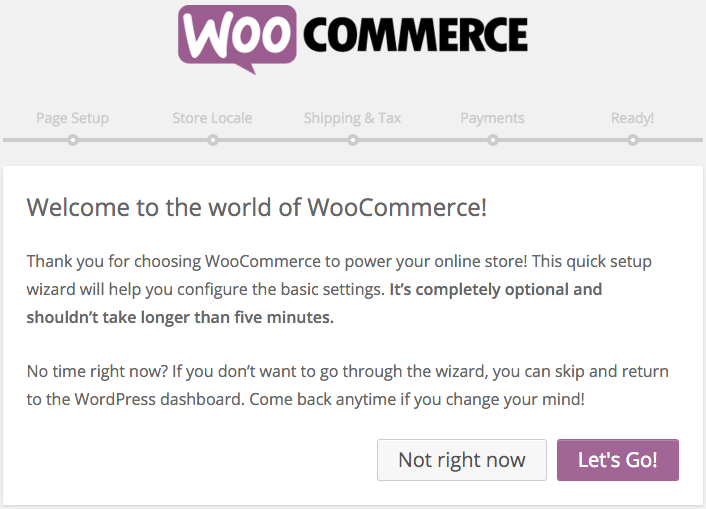 WOO COMMERCE
Page Setup Store Locale Shipping & Tax Payments Ready!
Welcome to the world of WooCommerce!
Thank you for choosing WooCommerce to power your online store! This quick setup
wizard will help you configure the basic settings. It’s completely optional and
shouldn’t take longer than five minutes.
No time right now? If you don’t want to go through the wizard, you can skip and return
to the WordPress dashboard. Come back anytime if you change your mind!
Not right now Let's Go!